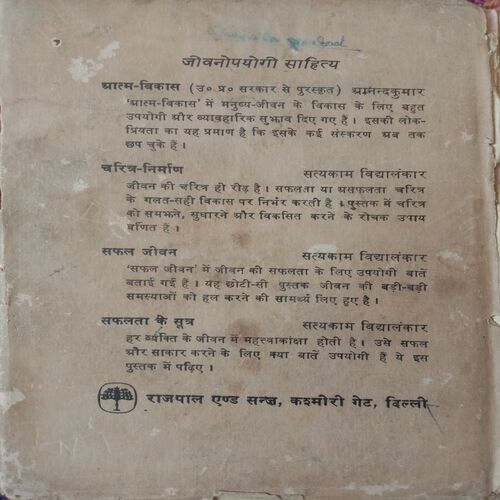 जीवनोपयोगी साहित्य
आत्म-विकास (उ० प्र० सरकार से पुरस्कृत) आनन्दकुमार
'आत्म-विकास' में मनुष्य-जीवन के विकास के लिए बहुत
उपयोगी और व्यावहारिक सुझाव दिए गए हैं । इसकी लोक-
प्रियता का यह प्रमाण है कि इसके कई संस्करण अब तक
छप चुके हैं ।
चरित्र-निर्माण सत्यकाम विद्यालंकार
जीवन की चरित्र ही रीढ़ है । सफलता या असफलता चरित्र
के गलत-सही विकास पर निर्भर करती है । पुस्तक में चरित्र
को समझने, सुधारने और विकसित करने के रोचक उपाय
वर्णित हैं ।
सफल जीवन सत्यकाम विद्यालंकार
'सफल जीवन' में जीवन की सफलता के लिए उपयोगी बातें
बताई गई हैं । यह छोटी-सी पुस्तक जीवन की बड़ी-बड़ी
समस्याओं को हल करने की सामर्थ्य लिए हुए है ।
सफलता के सूत्र सत्यकाम विद्यालंकार
हर व्यक्ति के जीवन में महत्त्वाकांक्षा होती है । उसे सफल
और साकार करने के लिए क्या बातें उपयोगी हैं ये इस
पुस्तक में पढ़िए ।
राजपाल एण्ड सन्ज़, कश्मीरी गेट, दिल्ली